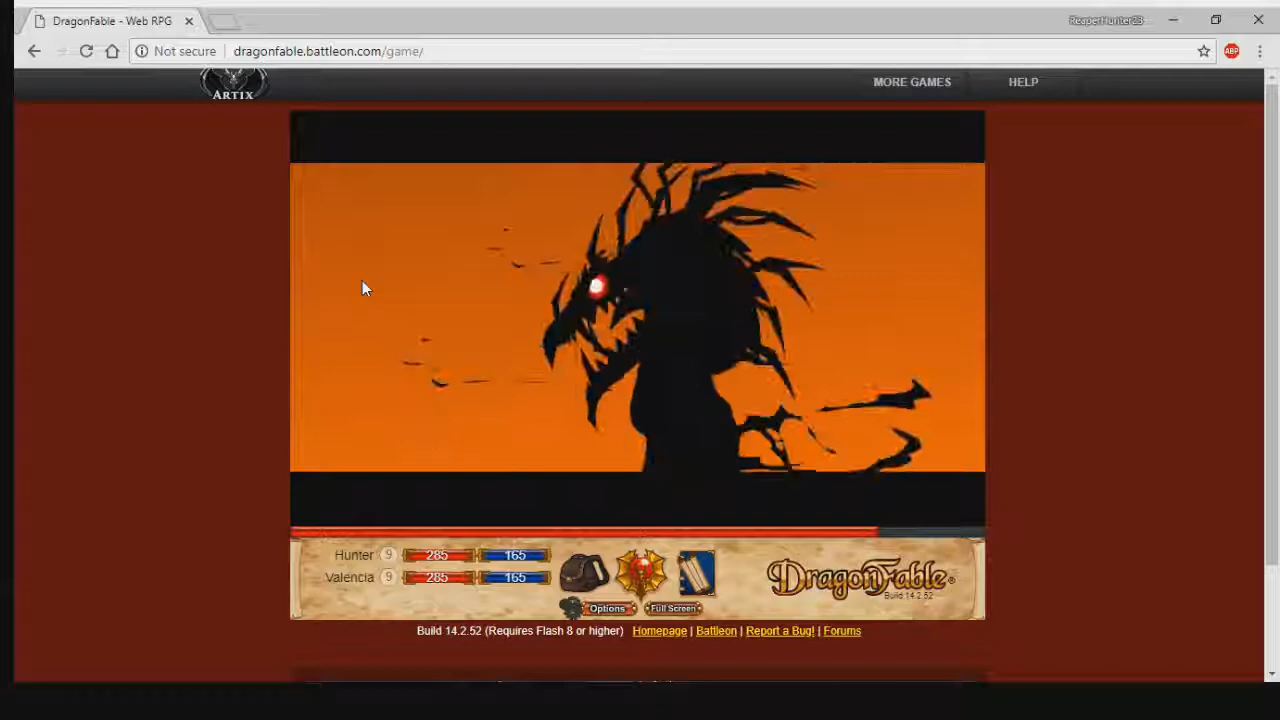 DragonFable - Web RPG
ReaperHunter23
Not secure dragonfable.battleon.com/game/
ABP
ARTIX
MORE GAMES HELP
Hunter 9 285 165
Valencia 9 285 165
DragonFable
Build 14.2.52
Options Full Screen
Build 14.2.52 (Requires Flash 8 or higher) Homepage | Battleon | Report a Bug! | Forums